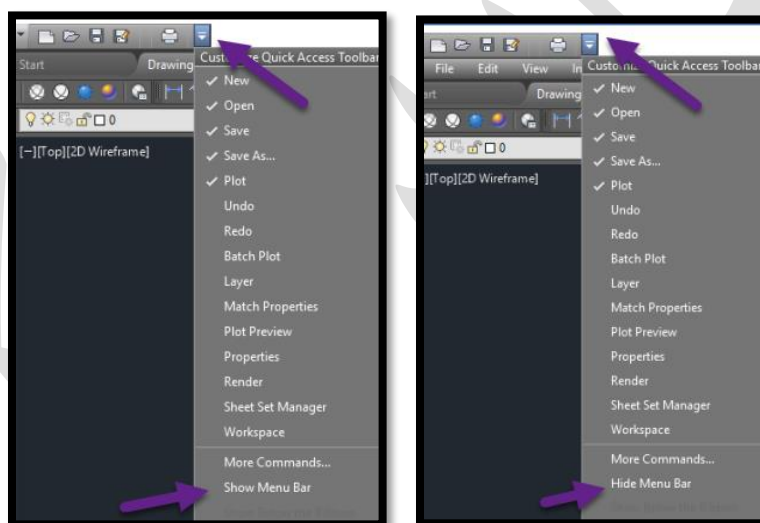 Customize Quick Access Toolbar
Start
Drawing
New
Open
0
Save
[−][Top][2D Wireframe]
Save As...
Plot
Undo
Redo
Batch Plot
Layer
Match Properties
Plot Preview
Properties
Render
Sheet Set Manager
Workspace
More Commands...
Show Menu Bar
File Edit View In
Customize Quick Access Toolbar
art
Drawing
New
Open
0
Save
][Top][2D Wireframe]
Save As...
Plot
Undo
Redo
Batch Plot
Layer
Match Properties
Plot Preview
Properties
Render
Sheet Set Manager
Workspace
More Commands...
Hide Menu Bar